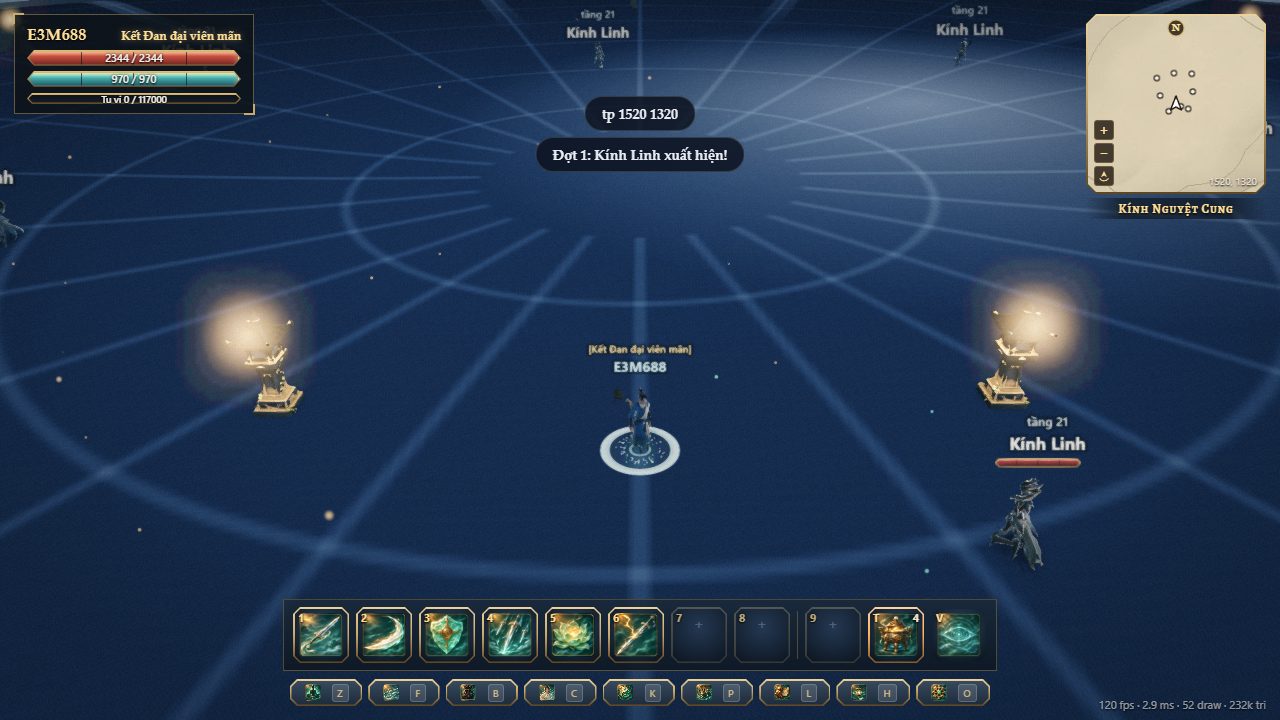 E3M688 Kết Đan đại viên mãn
2344 / 2344
970 / 970
Tu vi 0 / 117000
tầng 21
Kính Linh
tầng 21
Kính Linh
N
tp 1520 1320
Đợt 1: Kính Linh xuất hiện!
+
−
1520, 1320
Kính Nguyệt Cung
nh
[Kết Đan đại viên mãn]
E3M688
tầng 21
Kính Linh
1 2 3 4 5 6 7 + 8 + 9 + T 4 V
Z F B C K P L H O
120 fps · 2.9 ms · 52 draw · 232k tri